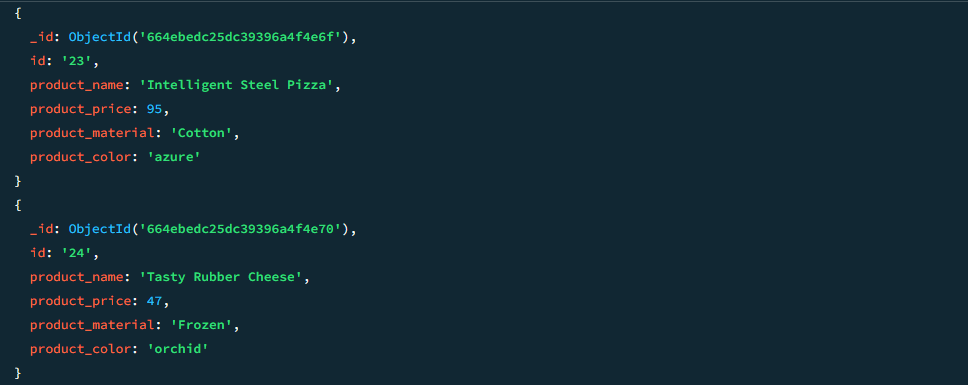 {
_id: ObjectId('664ebedc25dc39396a4f4e6f'),
id: '23',
product_name: 'Intelligent Steel Pizza',
product_price: 95,
product_material: 'Cotton',
product_color: 'azure'
}
{
_id: ObjectId('664ebedc25dc39396a4f4e70'),
id: '24',
product_name: 'Tasty Rubber Cheese',
product_price: 47,
product_material: 'Frozen',
product_color: 'orchid'
}